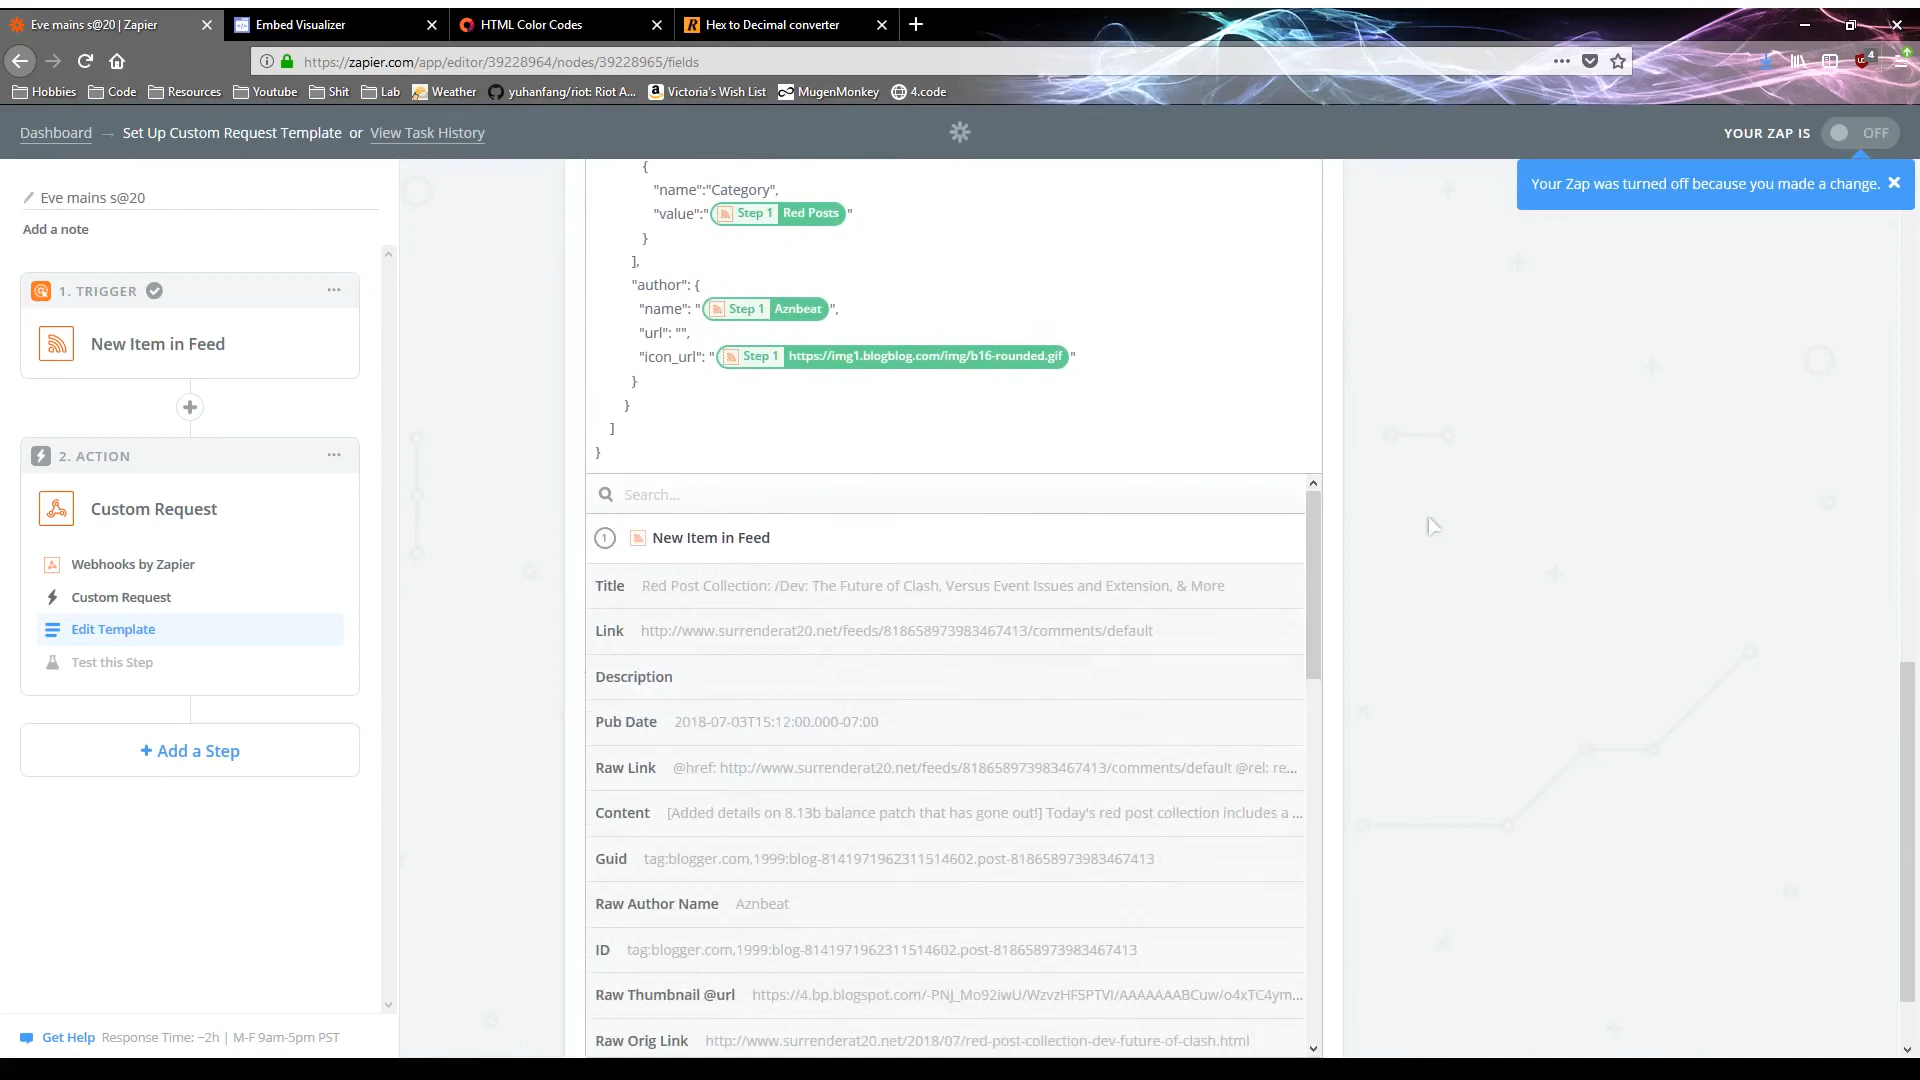 Eve mains s@20 | Zapier
Embed Visualizer
HTML Color Codes
Hex to Decimal converter
https://zapier.com/app/editor/39228964/nodes/39228965/fields
4
Hobbies
Code
Resources
Youtube
Shit
Lab
Weather
yuhanfang/riot: Riot A...
Victoria's Wish List
MugenMonkey
4.code
Dashboard → Set Up Custom Request Template or View Task History
YOUR ZAP IS OFF
Your Zap was turned off because you made a change.
Eve mains s@20
Add a note
1. TRIGGER
New Item in Feed
2. ACTION
Custom Request
Webhooks by Zapier
Custom Request
Edit Template
Test this Step
+ Add a Step
Get Help Response Time: ~2h | M-F 9am-5pm PST
{
"name":"Category",
"value":" Step 1 Red Posts "
}
],
"author": {
"name": " Step 1 Aznbeat ",
"url": "",
"icon_url": " Step 1 https://img1.blogblog.com/img/b16-rounded.gif "
}
}
]
}
Search...
1 New Item in Feed
Title Red Post Collection: /Dev: The Future of Clash, Versus Event Issues and Extension, & More
Link http://www.surrenderat20.net/feeds/818658973983467413/comments/default
Description
Pub Date 2018-07-03T15:12:00.000-07:00
Raw Link @href: http://www.surrenderat20.net/feeds/818658973983467413/comments/default @rel: re...
Content [Added details on 8.13b balance patch that has gone out!] Today's red post collection includes a ...
Guid tag:blogger.com,1999:blog-8141971962311514602.post-818658973983467413
Raw Author Name Aznbeat
ID tag:blogger.com,1999:blog-8141971962311514602.post-818658973983467413
Raw Thumbnail @url https://4.bp.blogspot.com/-PNJ_Mo92iwU/WzvzHF5PTVI/AAAAAAABCuw/o4xTC4ym...
Raw Orig Link http://www.surrenderat20.net/2018/07/red-post-collection-dev-future-of-clash.html